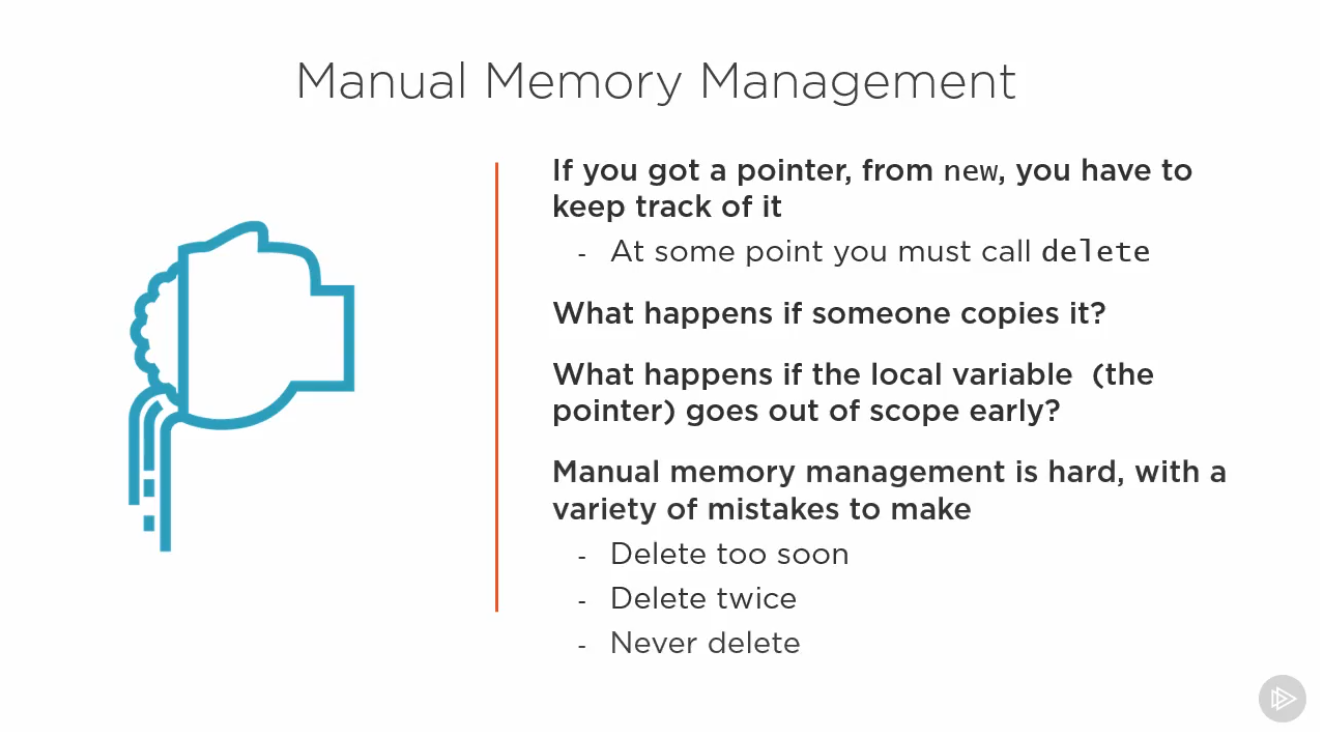 Manual Memory Management
If you got a pointer, from new, you have to
keep track of it
- At some point you must call delete
What happens if someone copies it?
What happens if the local variable (the
pointer) goes out of scope early?
Manual memory management is hard, with a
variety of mistakes to make
- Delete too soon
- Delete twice
- Never delete